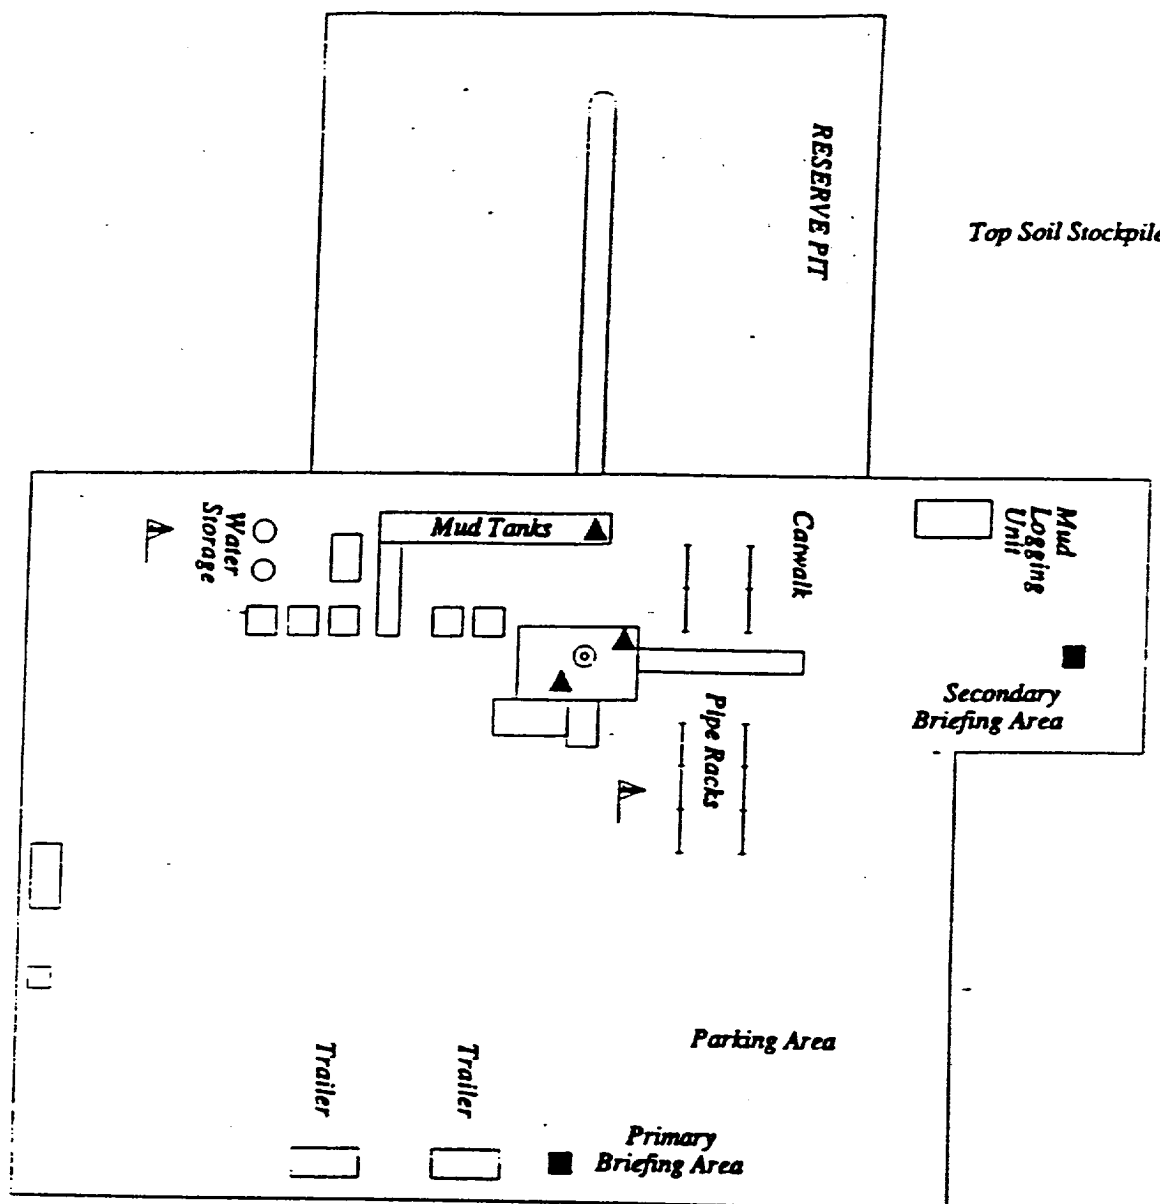 RESERVE PIT
Top Soil Stockpile
Water
Storage
Mud Tanks
Catwalk
Mud
Logging
Unit
Secondary
Briefing Area
Pipe Racks
Parking Area
Trailer
Trailer
Primary
Briefing Area